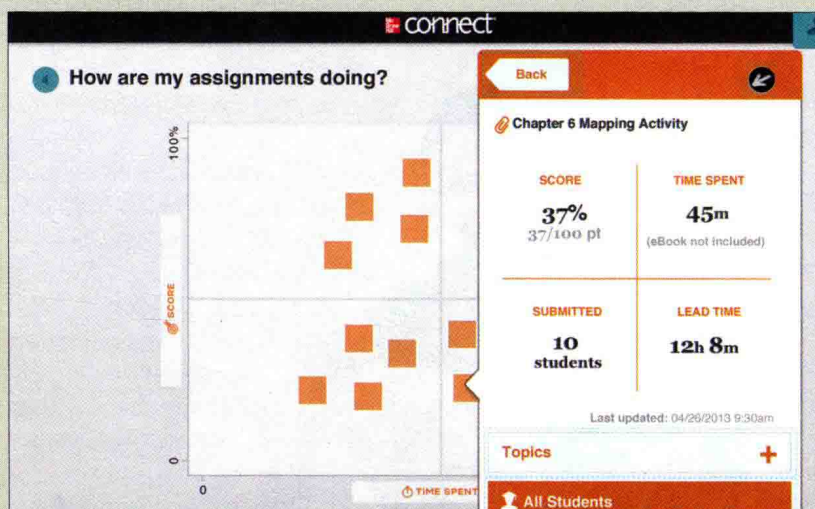 connect
4 How are my assignments doing?
100%
SCORE
0
0
TIME SPENT
Back
Chapter 6 Mapping Activity
SCORE
37%
37/100 pt
TIME SPENT
45m
(eBook not included)
SUBMITTED
10
students
LEAD TIME
12h 8m
Last updated: 04/26/2013 9:30am
Topics +
All Students